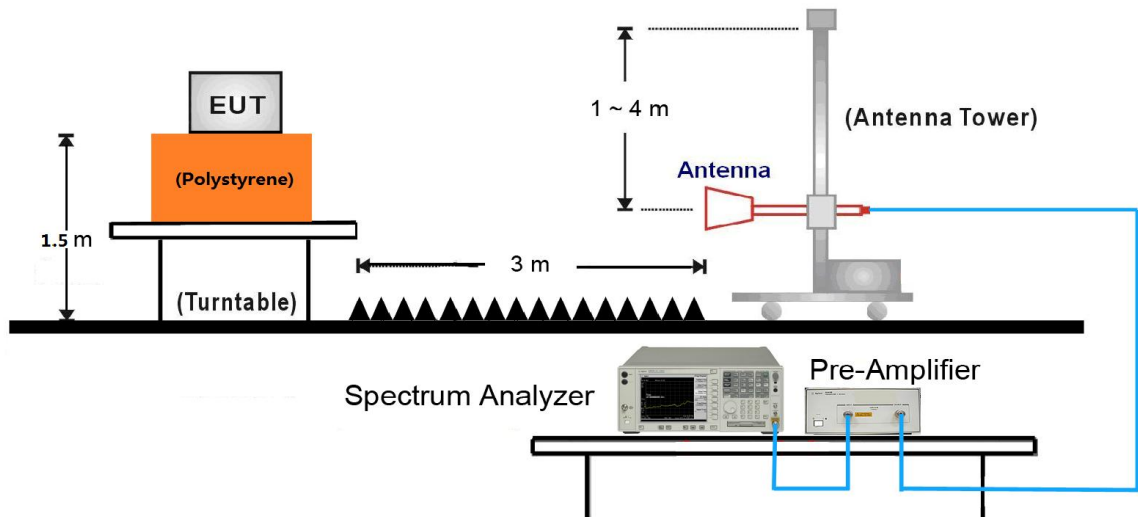 EUT
(Polystyrene)
1.5 m
(Turntable)
3 m
1 ~ 4 m
Antenna
(Antenna Tower)
Spectrum Analyzer
Pre-Amplifier